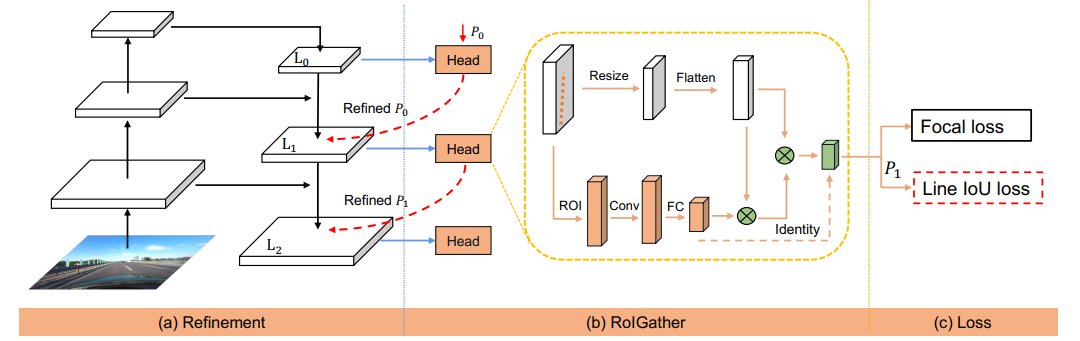 P₀
L₀
Head
Refined P₀
L₁
Head
Refined P₁
L₂
Head
Resize
Flatten
ROI
Conv
FC
Identity
P₁
Focal loss
Line IoU loss
(a) Refinement
(b) RoIGather
(c) Loss